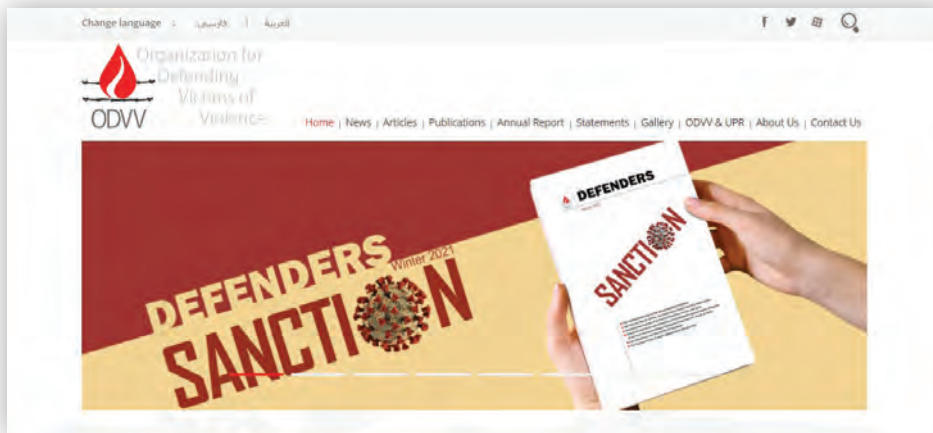 Change language : فارسی | العربية
Organization for
Defending
Victims of
Violence
ODVV
Home | News | Articles | Publications | Annual Report | Statements | Gallery | ODVV & UPR | About Us | Contact Us
DEFENDERS
Winter 2021
SANCTION
DEFENDERS
SANCTION